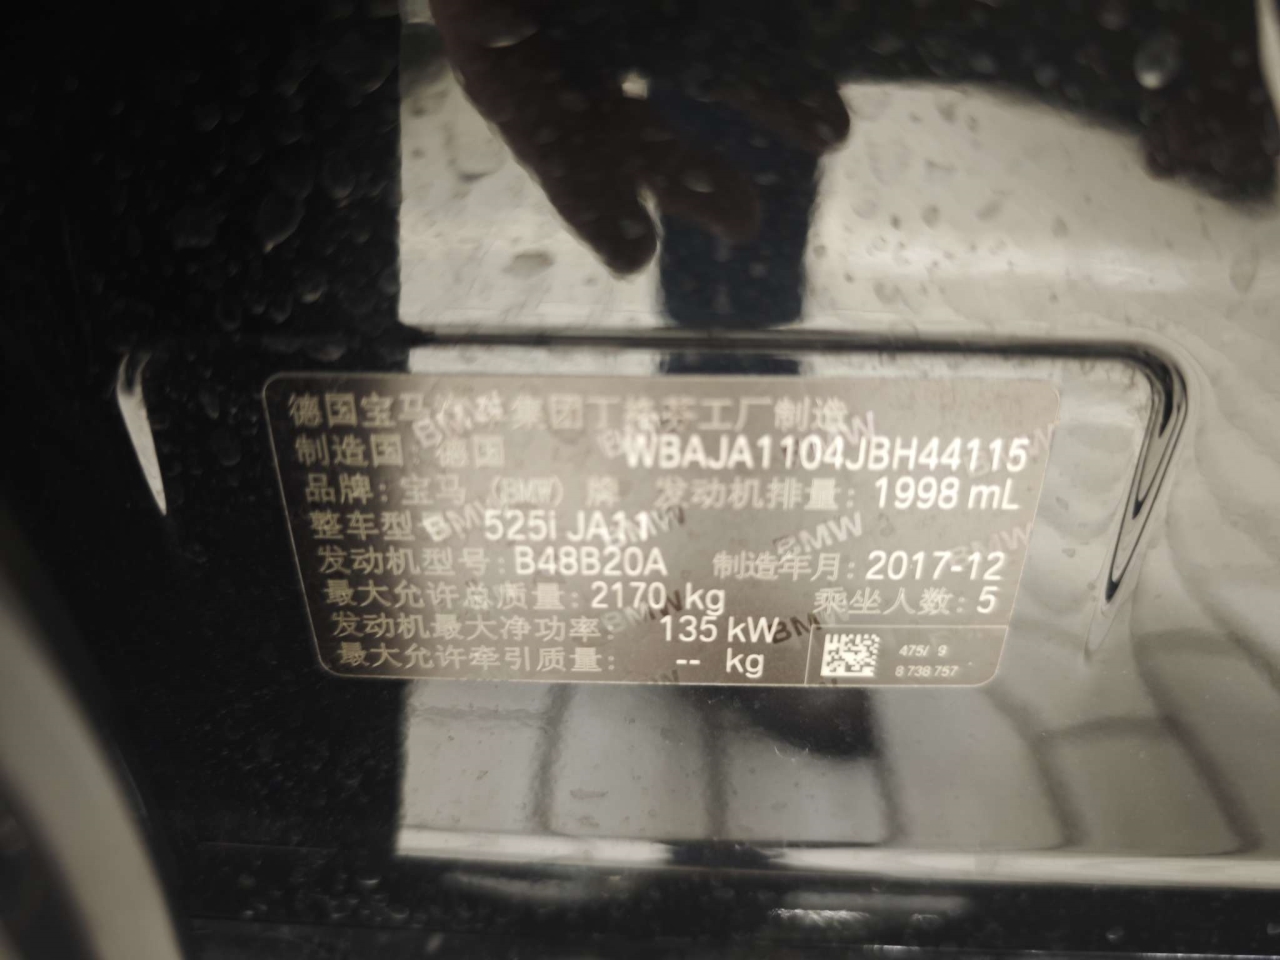 德国宝马集团丁格芬工厂制造
制造国：德国 WBAJA1104JBH44115
品牌：宝马（BMW）牌 发动机排量：1998 mL
整车型号 525i JA11
发动机型号：B48B20A 制造年月：2017-12
最大允许总质量：2170 kg 乘坐人数：5
发动机最大净功率： 135 kW
最大允许牵引质量： -- kg
475/ 9
8 738 757